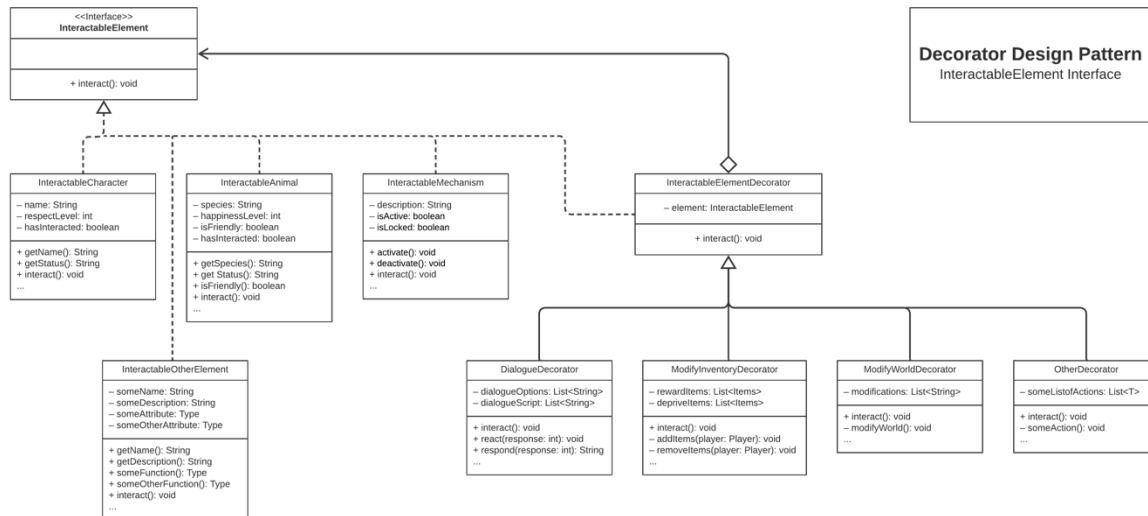 <<Interface>>
InteractableElement
+ interact(): void
Decorator Design Pattern
InteractableElement Interface
InteractableCharacter
– name: String
– respectLevel: int
– hasInteracted: boolean
+ getName(): String
+ getStatus(): String
+ interact(): void
...
InteractableAnimal
– species: String
– happinessLevel: int
– isFriendly: boolean
– hasInteracted: boolean
+ getSpecies(): String
+ get Status(): String
+ isFriendly(): boolean
+ interact(): void
...
InteractableMechanism
– description: String
– isActive: boolean
– isLocked: boolean
+ activate(): void
+ deactivate(): void
+ interact(): void
...
InteractableElementDecorator
– element: InteractableElement
+ interact(): void
InteractableOtherElement
– someName: String
– someDescription: String
– someAttribute: Type
– someOtherAttribute: Type
+ getName(): String
+ getDescription(): String
+ someFunction(): Type
+ someOtherFunction(): Type
+ interact(): void
...
DialogueDecorator
– dialogueOptions: List<String>
– dialogueScript: List<String>
+ interact(): void
+ react(response: int): void
+ respond(response: int): String
...
ModifyInventoryDecorator
– rewardItems: List<Items>
– depriveItems: List<Items>
+ interact(): void
– addItems(player: Player): void
– removeItems(player: Player): void
...
ModifyWorldDecorator
– modifications: List<String>
+ interact(): void
– modifyWorld(): void
...
OtherDecorator
– someListofActions: List<T>
+ interact(): void
– someAction(): void
...